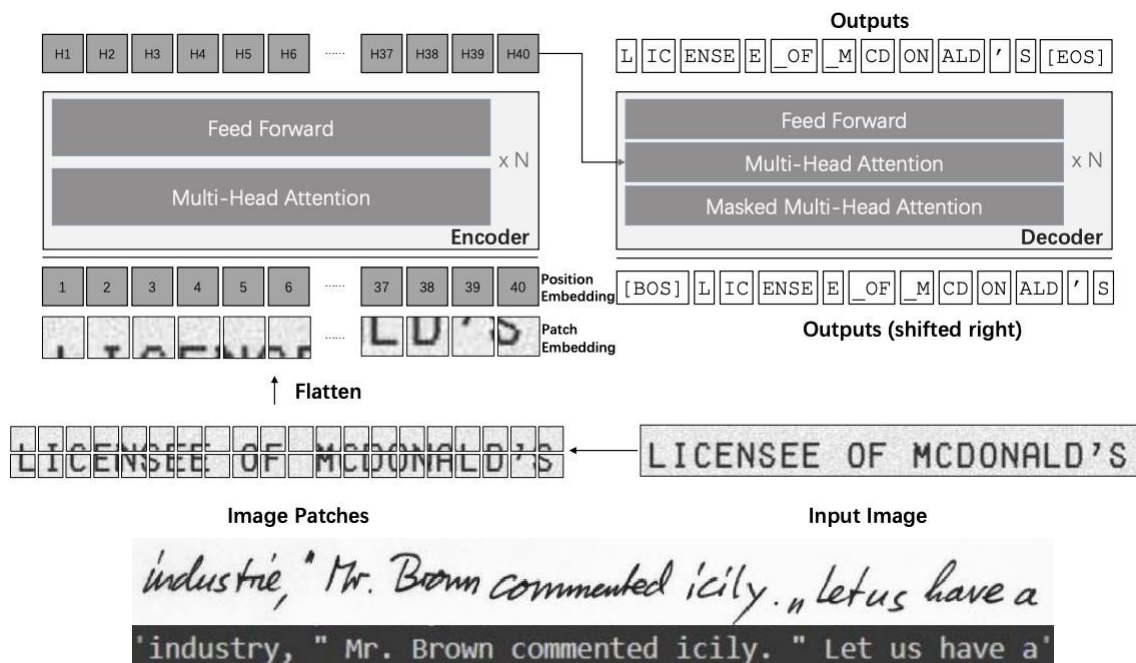 H1 H2 H3 H4 H5 H6 ...... H37 H38 H39 H40
Feed Forward
Multi-Head Attention
x N
Encoder
1 2 3 4 5 6 ...... 37 38 39 40
Position Embedding
LICENSE ...... LD'S
Patch Embedding
Flatten
LICENSEE OF MCDONALD'S
Image Patches
Outputs
L IC ENSE E _OF _M CD ON ALD ' S [EOS]
Feed Forward
Multi-Head Attention
Masked Multi-Head Attention
x N
Decoder
[BOS] L IC ENSE E _OF _M CD ON ALD ' S
Outputs (shifted right)
LICENSEE OF MCDONALD'S
Input Image
industrie, " Mr. Brown commented icily. „ Let us have a
'industry, " Mr. Brown commented icily. " Let us have a'